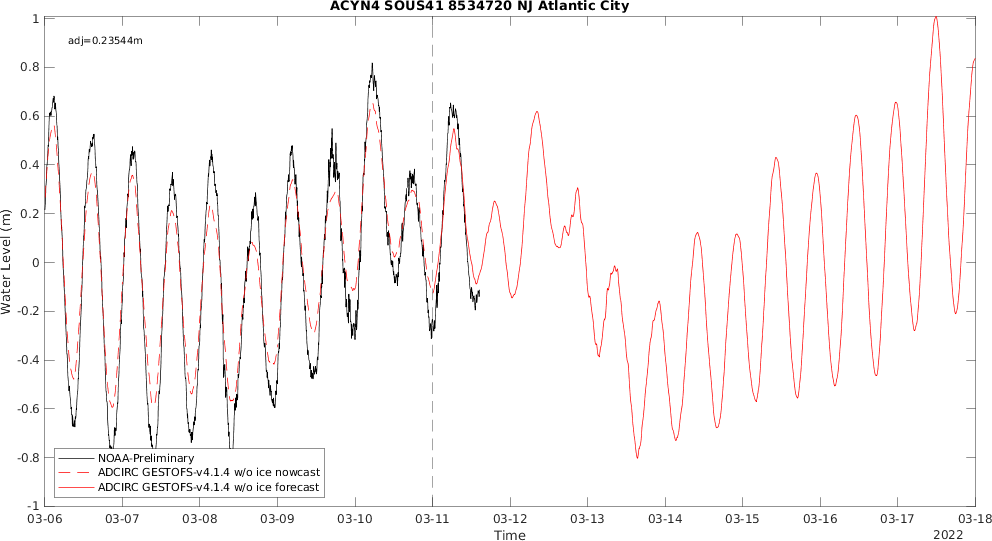 ACYN4 SOUS41 8534720 NJ Atlantic City
adj=0.23544m
1
0.8
0.6
0.4
0.2
0
-0.2
-0.4
-0.6
-0.8
-1
Water Level (m)
NOAA-Preliminary
ADCIRC GESTOFS-v4.1.4 w/o ice nowcast
ADCIRC GESTOFS-v4.1.4 w/o ice forecast
03-06 03-07 03-08 03-09 03-10 03-11 03-12 03-13 03-14 03-15 03-16 03-17 03-18
Time
2022